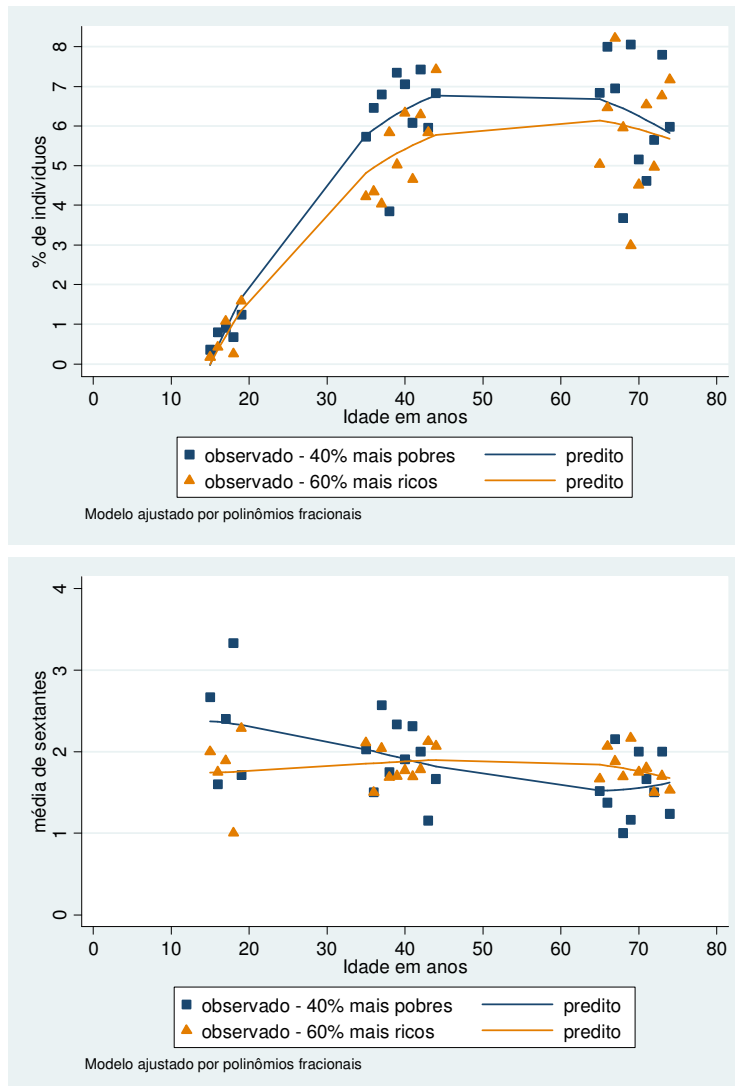 % de indivíduos
8
7
6
5
4
3
2
1
0
0 10 20 30 40 50 60 70 80
Idade em anos
observado - 40% mais pobres predito
observado - 60% mais ricos predito
Modelo ajustado por polinômios fracionais
média de sextantes
4
3
2
1
0
0 10 20 30 40 50 60 70 80
Idade em anos
observado - 40% mais pobres predito
observado - 60% mais ricos predito
Modelo ajustado por polinômios fracionais